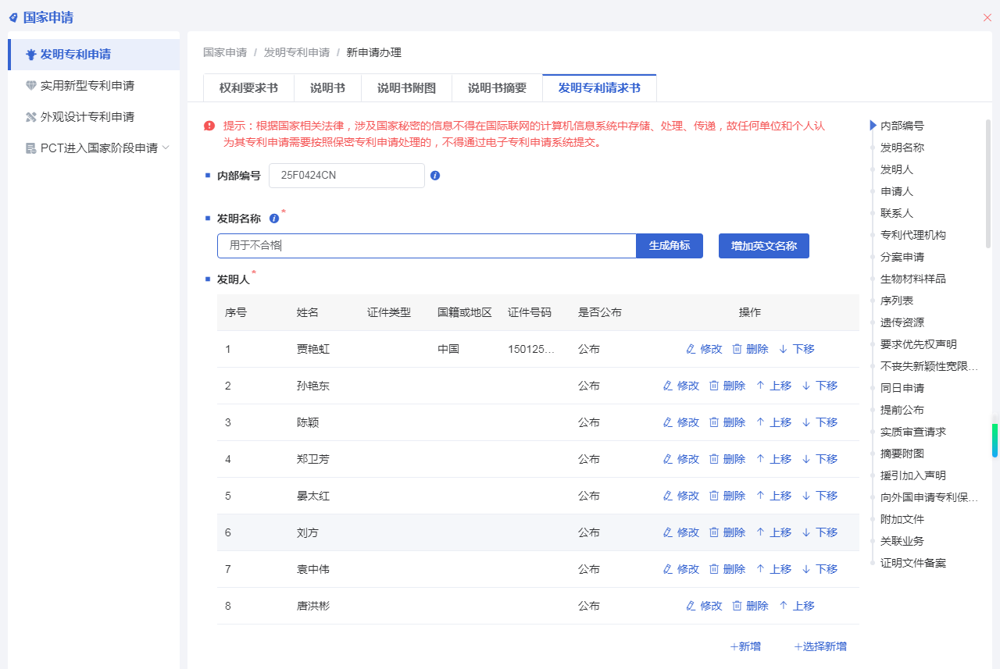 国家申请
发明专利申请
实用新型专利申请
外观设计专利申请
PCT进入国家阶段申请
国家申请 / 发明专利申请 / 新申请办理
权利要求书 说明书 说明书附图 说明书摘要 发明专利请求书
提示：根据国家相关法律，涉及国家秘密的信息不得在国际联网的计算机信息系统中存储、处理、传递，故任何单位和个人认
为其专利申请需要按照保密专利申请处理的，不得通过电子专利申请系统提交。
内部编号 25F0424CN
发明名称 *
用于不合格 生成角标 增加英文名称
发明人 *
序号 姓名 证件类型 国籍或地区 证件号码 是否公布 操作
1 贾艳虹 中国 150125... 公布 修改 删除 下移
2 孙艳东 公布 修改 删除 上移 下移
3 陈颖 公布 修改 删除 上移 下移
4 郑卫芳 公布 修改 删除 上移 下移
5 晏太红 公布 修改 删除 上移 下移
6 刘方 公布 修改 删除 上移 下移
7 袁中伟 公布 修改 删除 上移 下移
8 唐洪彬 公布 修改 删除 上移
+新增 +选择新增
内部编号
发明名称
发明人
申请人
联系人
专利代理机构
分案申请
生物材料样品
序列表
遗传资源
要求优先权声明
不丧失新颖性宽限...
同日申请
提前公布
实质审查请求
摘要附图
援引加入声明
向外国申请专利保...
附加文件
关联业务
证明文件备案